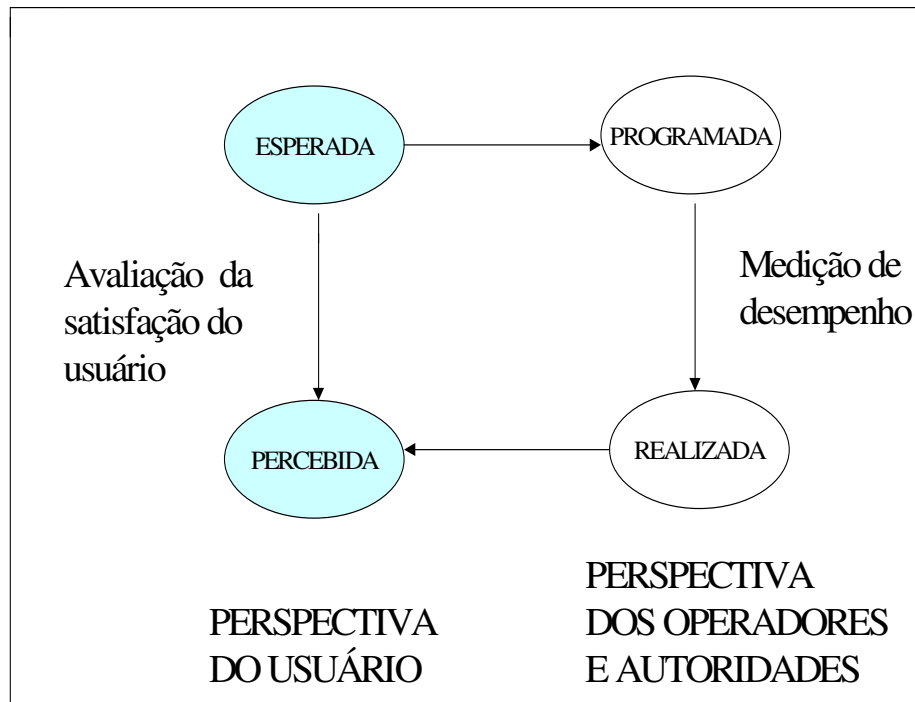 ESPERADA
PROGRAMADA
Avaliação da
satisfação do
usuário
Medição de
desempenho
PERCEBIDA
REALIZADA
PERSPECTIVA
DO USUÁRIO
PERSPECTIVA
DOS OPERADORES
E AUTORIDADES